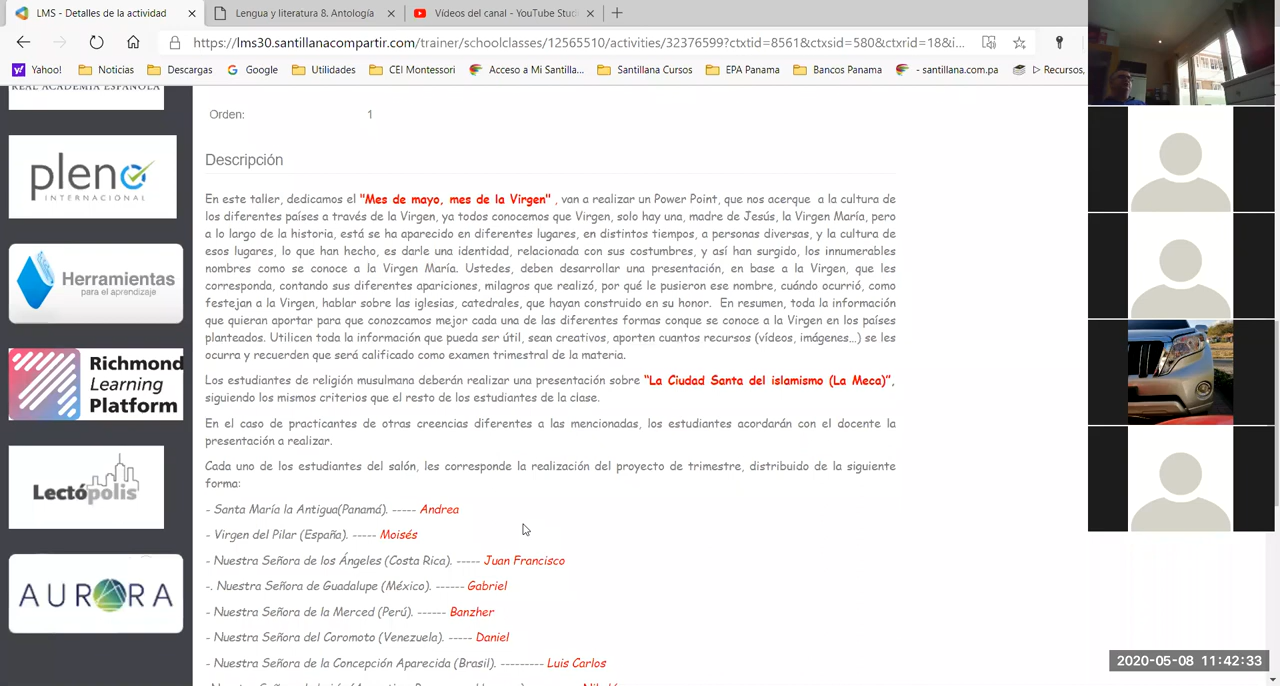 LMS - Detalles de la actividad
Lengua y literatura 8. Antología
Vídeos del canal - YouTube Stud
https://lms30.santillanacompartir.com/trainer/schoolclasses/12565510/activities/32376599?ctxtid=8561&ctxsid=580&ctxrid=18&i...
Yahoo! Noticias Descargas Google Utilidades CEI Montessori Acceso a Mi Santilla... Santillana Cursos EPA Panama Bancos Panama - santillana.com.pa ▷ Recursos,
REAL ACADEMIA ESPAÑOLA
Orden: 1
Descripción
En este taller, dedicamos el "Mes de mayo, mes de la Virgen" , van a realizar un Power Point, que nos acerque a la cultura de
los diferentes países a través de la Virgen, ya todos conocemos que Virgen, solo hay una, madre de Jesús, la Virgen María, pero
a lo largo de la historia, está se ha aparecido en diferentes lugares, en distintos tiempos, a personas diversas, y la cultura de
esos lugares, lo que han hecho, es darle una identidad, relacionada con sus costumbres, y así han surgido, los innumerables
nombres como se conoce a la Virgen María. Ustedes, deben desarrollar una presentación, en base a la Virgen, que les
corresponda, contando sus diferentes apariciones, milagros que realizó, por qué le pusieron ese nombre, cuándo ocurrió, como
festejan a la Virgen, hablar sobre las iglesias, catedrales, que hayan construido en su honor. En resumen, toda la información
que quieran aportar para que conozcamos mejor cada una de las diferentes formas conque se conoce a la Virgen en los países
planteados. Utilicen toda la información que pueda ser útil, sean creativos, aporten cuantos recursos (vídeos, imágenes...) se les
ocurra y recuerden que será calificado como examen trimestral de la materia.
Los estudiantes de religión musulmana deberán realizar una presentación sobre "La Ciudad Santa del islamismo (La Meca)",
siguiendo los mismos criterios que el resto de los estudiantes de la clase.
En el caso de practicantes de otras creencias diferentes a las mencionadas, los estudiantes acordarán con el docente la
presentación a realizar.
Cada uno de los estudiantes del salón, les corresponde la realización del proyecto de trimestre, distribuido de la siguiente
forma:
- Santa María la Antigua(Panamá). ----- Andrea
- Virgen del Pilar (España). ----- Moisés
- Nuestra Señora de los Ángeles (Costa Rica). ----- Juan Francisco
-. Nuestra Señora de Guadalupe (México). ------ Gabriel
- Nuestra Señora de la Merced (Perú). ------ Banzher
- Nuestra Señora del Coromoto (Venezuela). ----- Daniel
- Nuestra Señora de la Concepción Aparecida (Brasil). --------- Luis Carlos
pleno
INTERNACIONAL
Herramientas
para el aprendizaje
Richmond
Learning
Platform
Lectópolis
AURORA
2020-05-08 11:42:33